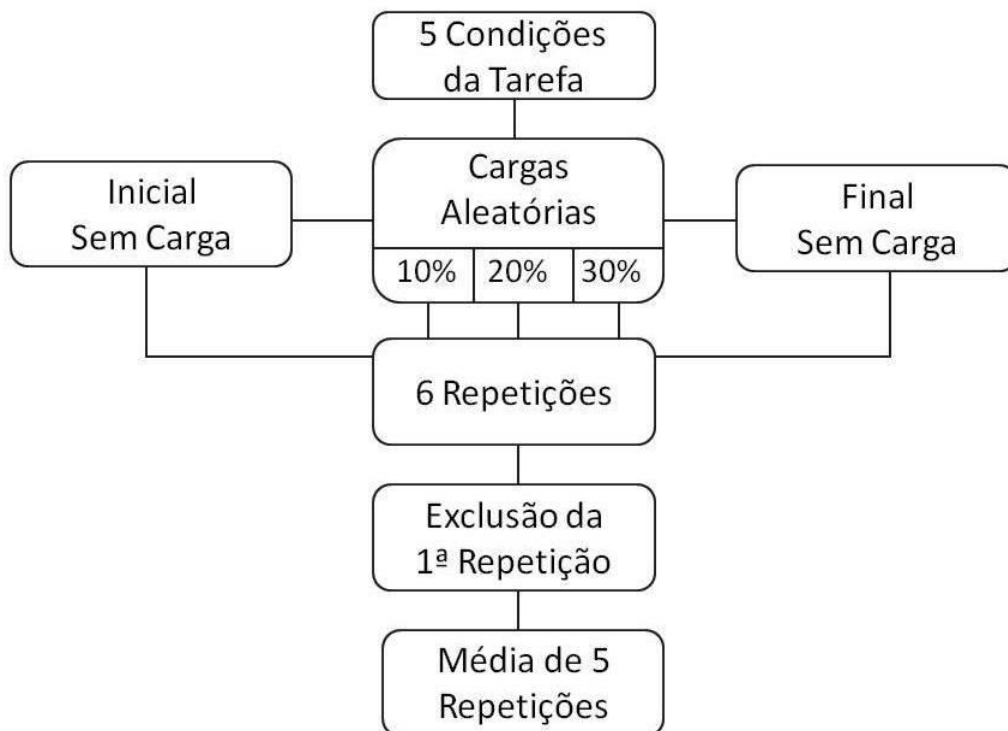 5 Condições
da Tarefa
Inicial
Sem Carga
Cargas
Aleatórias
10% 20% 30%
Final
Sem Carga
6 Repetições
Exclusão da
1ª Repetição
Média de 5
Repetições